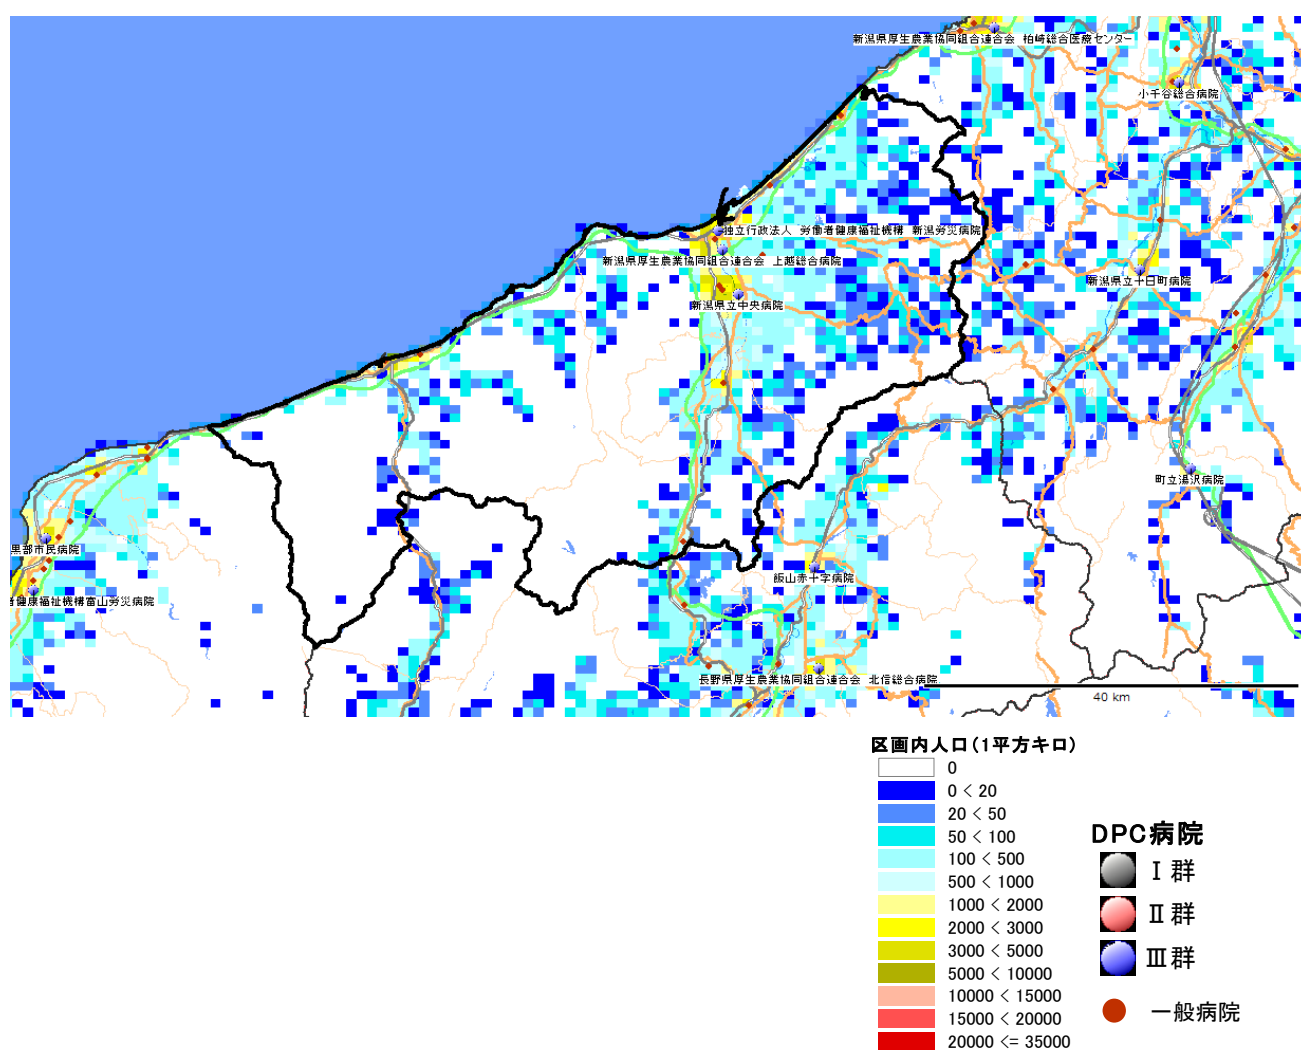 新潟県厚生農業協同組合連合会 柏崎総合医療センター
小千谷総合病院
独立行政法人 労働者健康福祉機構 新潟労災病院
新潟県厚生農業協同組合連合会 上越総合病院
新潟県立十日町病院
新潟県立中央病院
町立湯沢病院
黒部市民病院
飯山赤十字病院
者健康福祉機構富山労災病院
長野県厚生農業協同組合連合会 北信総合病院
40 km
区画内人口(1平方キロ)
0
0 < 20
20 < 50
50 < 100
100 < 500
500 < 1000
1000 < 2000
2000 < 3000
3000 < 5000
5000 < 10000
10000 < 15000
15000 < 20000
20000 <= 35000
DPC病院
Ⅰ群
Ⅱ群
Ⅲ群
一般病院